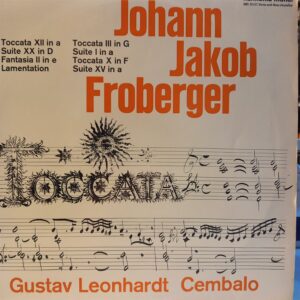 Johann
Jakob
Froberger
Toccata XII in a
Suite XX in D
Fantasia II in e
Lamentation
Toccata III in G
Suite I in a
Toccata X in F
Suite XV in a
TOCCATA
Gustav Leonhardt Cembalo